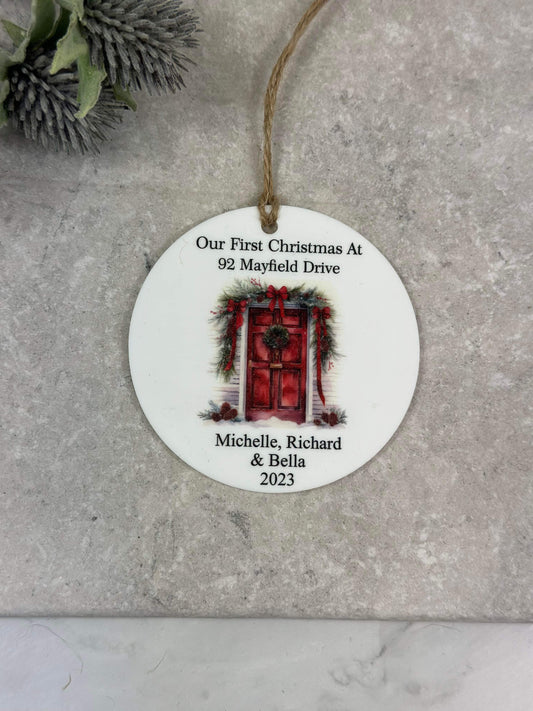 Our First Christmas At
92 Mayfield Drive
Michelle, Richard
& Bella
2023